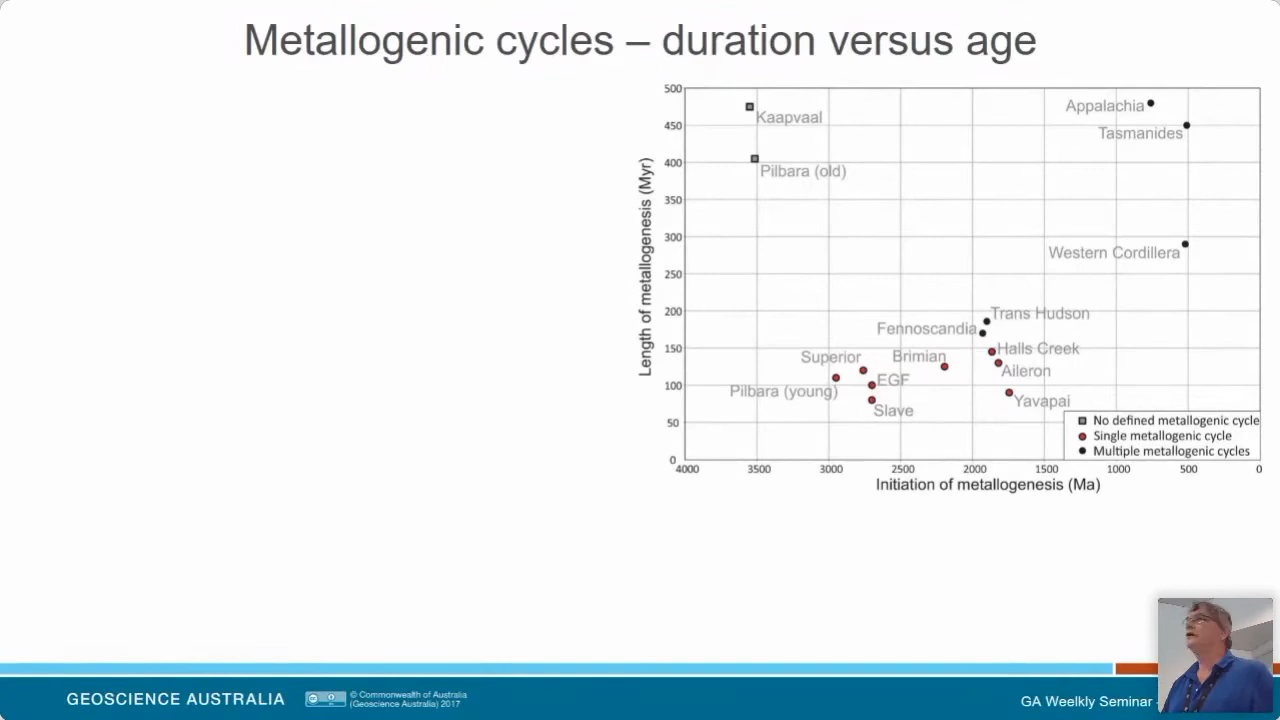 Metallogenic cycles – duration versus age
Length of metallogenesis (Myr)
500
450
400
350
300
250
200
150
100
50
0
Kaapvaal
Pilbara (old)
Appalachia
Tasmanides
Western Cordillera
Trans Hudson
Fennoscandia
Halls Creek
Superior
Brimian
Aileron
EGF
Pilbara (young)
Yavapai
Slave
No defined metallogenic cycle
Single metallogenic cycle
Multiple metallogenic cycles
4000 3500 3000 2500 2000 1500 1000 500 0
Initiation of metallogenesis (Ma)
GEOSCIENCE AUSTRALIA
© Commonwealth of Australia
(Geoscience Australia) 2017
GA Weelkly Seminar